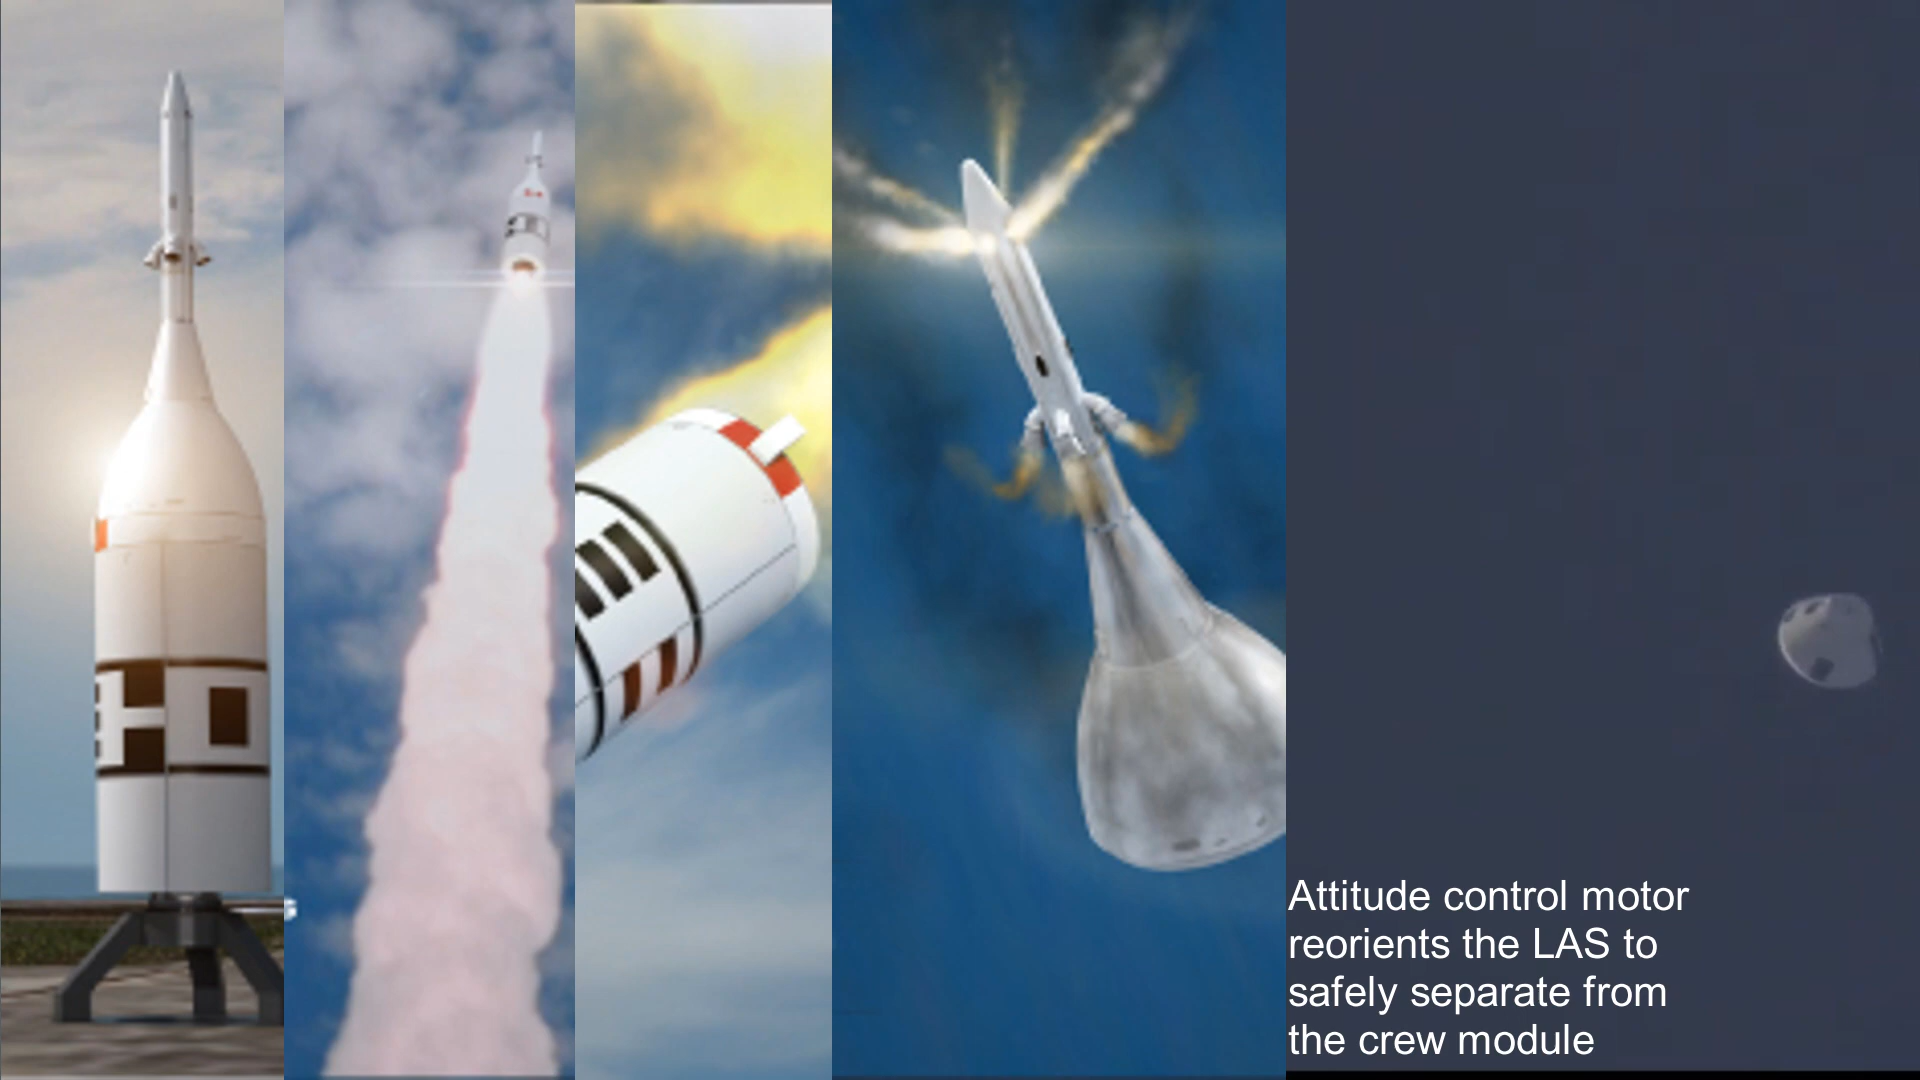 Attitude control motor
reorients the LAS to
safely separate from
the crew module